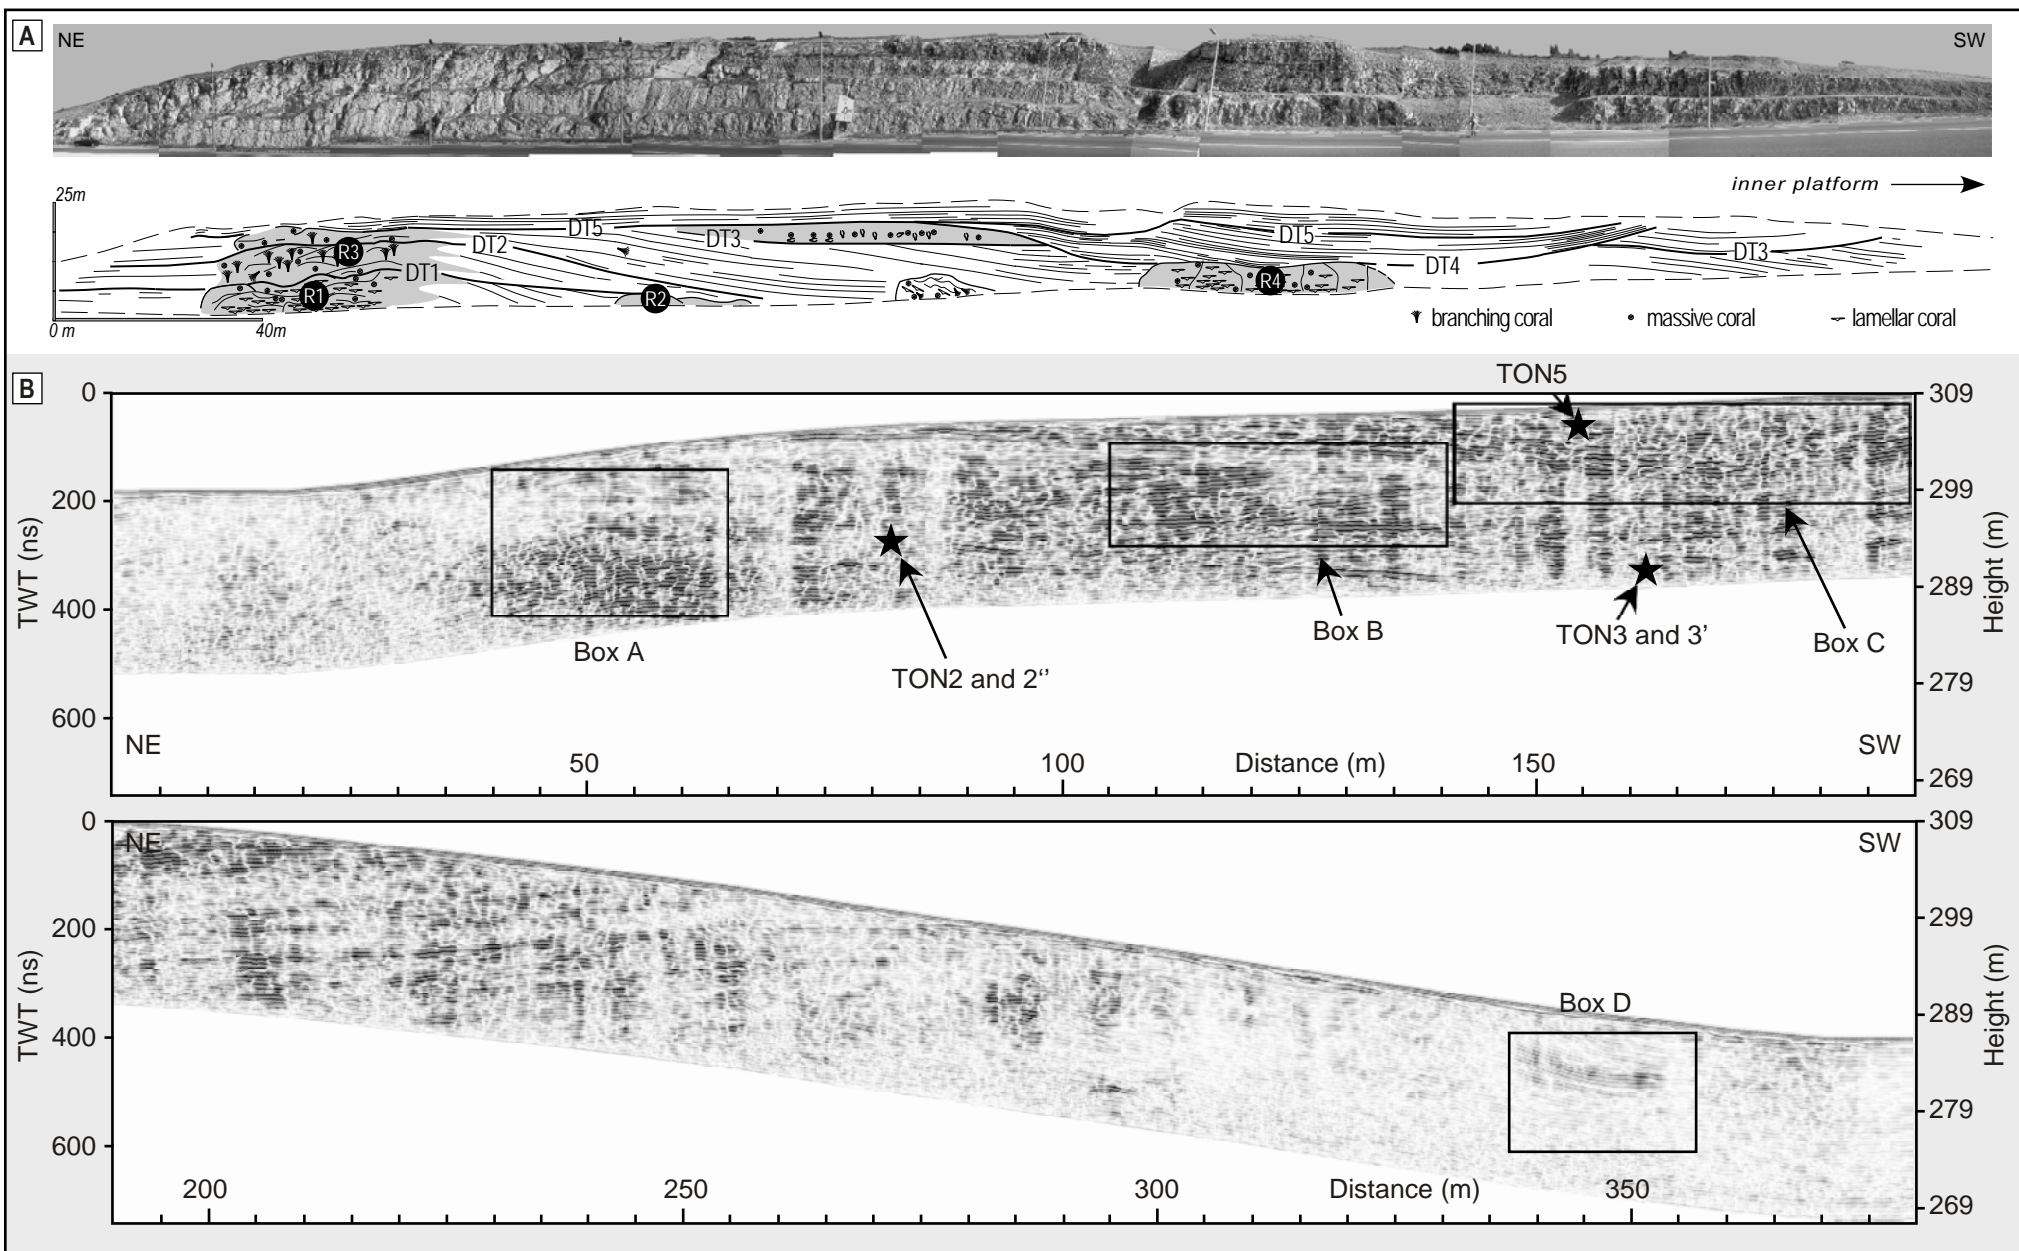 A
NE
SW
25m
inner platform
DT5
DT3
DT2
DT1
R3
R1
R2
R4
DT5
DT4
DT3
0 m
40m
branching coral
massive coral
lamellar coral
B
TON5
0
200
400
600
TWT (ns)
309
299
289
279
269
Height (m)
Box A
TON2 and 2‘’
Box B
TON3 and 3’
Box C
NE
SW
50
100
Distance (m)
150
0
200
400
600
TWT (ns)
NE
SW
309
299
289
279
269
Height (m)
Box D
200
250
300
Distance (m)
350